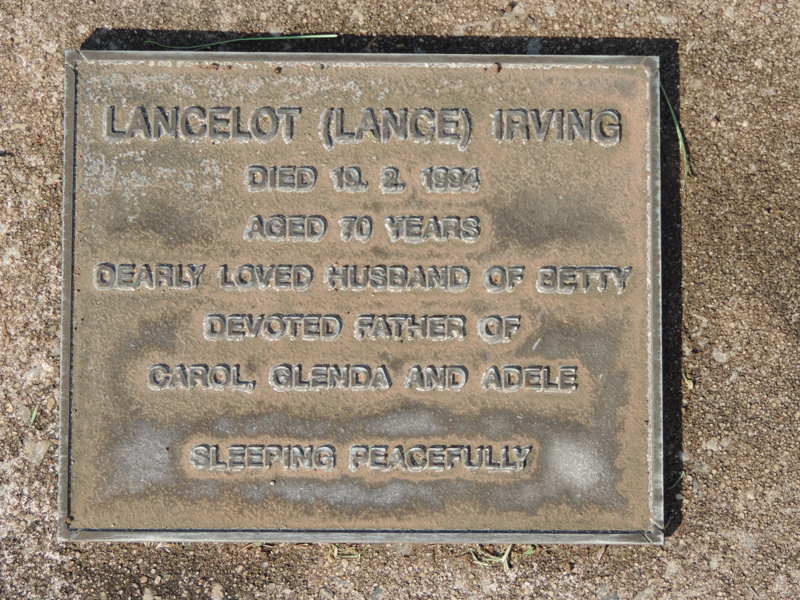 LANCELOT (LANCE) IRVING
DIED 19. 2. 1994
AGED 70 YEARS
DEARLY LOVED HUSBAND OF BETTY
DEVOTED FATHER OF
CAROL, GLENDA AND ADELE
SLEEPING PEACEFULLY